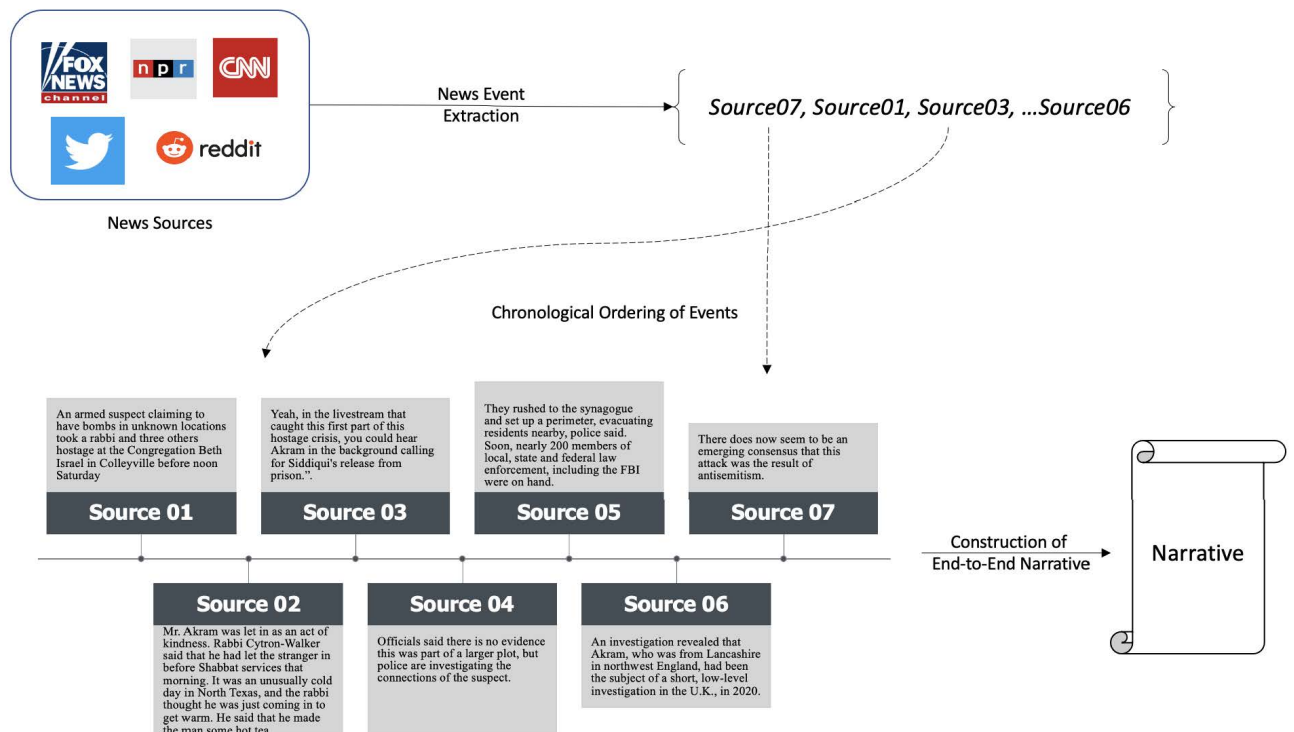 FOX
NEWS
channel
npr
CNN
reddit
News Sources
News Event
Extraction
Source07, Source01, Source03, ...Source06
Chronological Ordering of Events
An armed suspect claiming to
have bombs in unknown locations
took a rabbi and three others
hostage at the Congregation Beth
Israel in Colleyville before noon
Saturday
Source 01
Yeah, in the livestream that
caught this first part of this
hostage crisis, you could hear
Akram in the background calling
for Siddiqui's release from
prison.”.
Source 03
They rushed to the synagogue
and set up a perimeter, evacuating
residents nearby, police said.
Soon, nearly 200 members of
local, state and federal law
enforcement, including the FBI
were on hand.
Source 05
There does now seem to be an
emerging consensus that this
attack was the result of
antisemitism.
Source 07
Source 02
Mr. Akram was let in as an act of
kindness. Rabbi Cytron-Walker
said that he had let the stranger in
before Shabbat services that
morning. It was an unusually cold
day in North Texas, and the rabbi
thought he was just coming in to
get warm. He said that he made
the man some hot tea
Source 04
Officials said there is no evidence
this was part of a larger plot, but
police are investigating the
connections of the suspect.
Source 06
An investigation revealed that
Akram, who was from Lancashire
in northwest England, had been
the subject of a short, low-level
investigation in the U.K., in 2020.
Construction of
End-to-End Narrative
Narrative